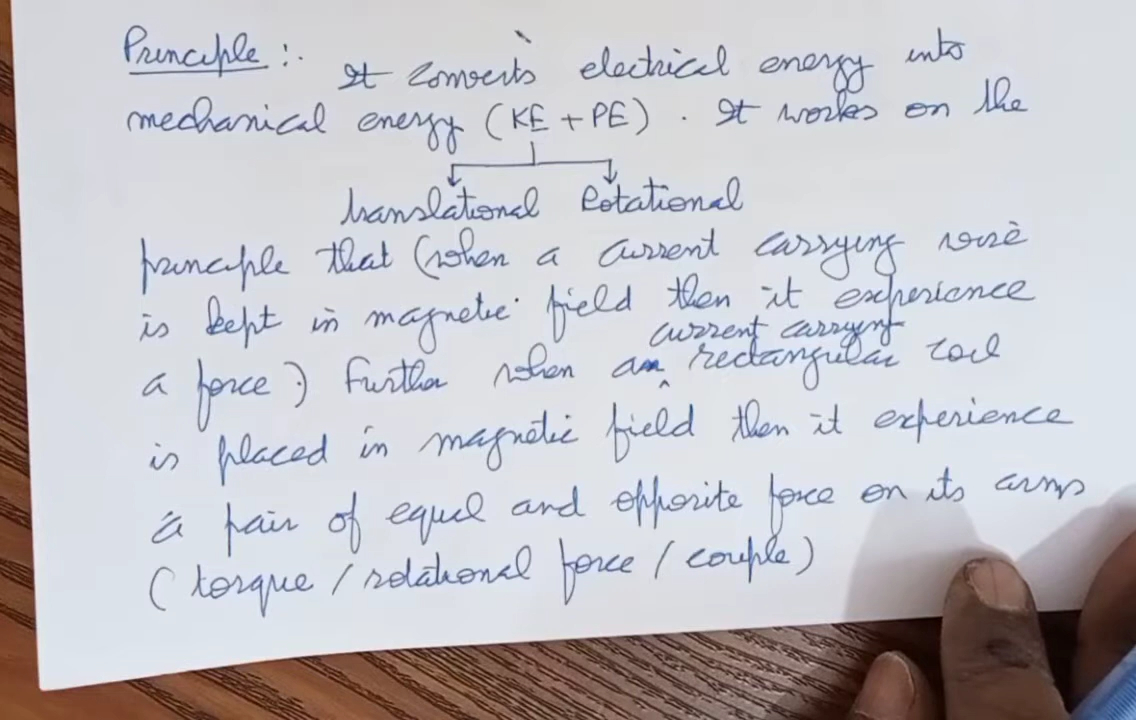 Principle :. It converts electrical energy into
mechanical energy (KE + PE). It works on the
translational Rotational
principle that (when a current carrying wire
is kept in magnetic field then it experience
current carrying
a force.) Further when an rectangular coil
is placed in magnetic field then it experience
a pair of equal and opposite force on its arms
(torque / rotational force / couple)